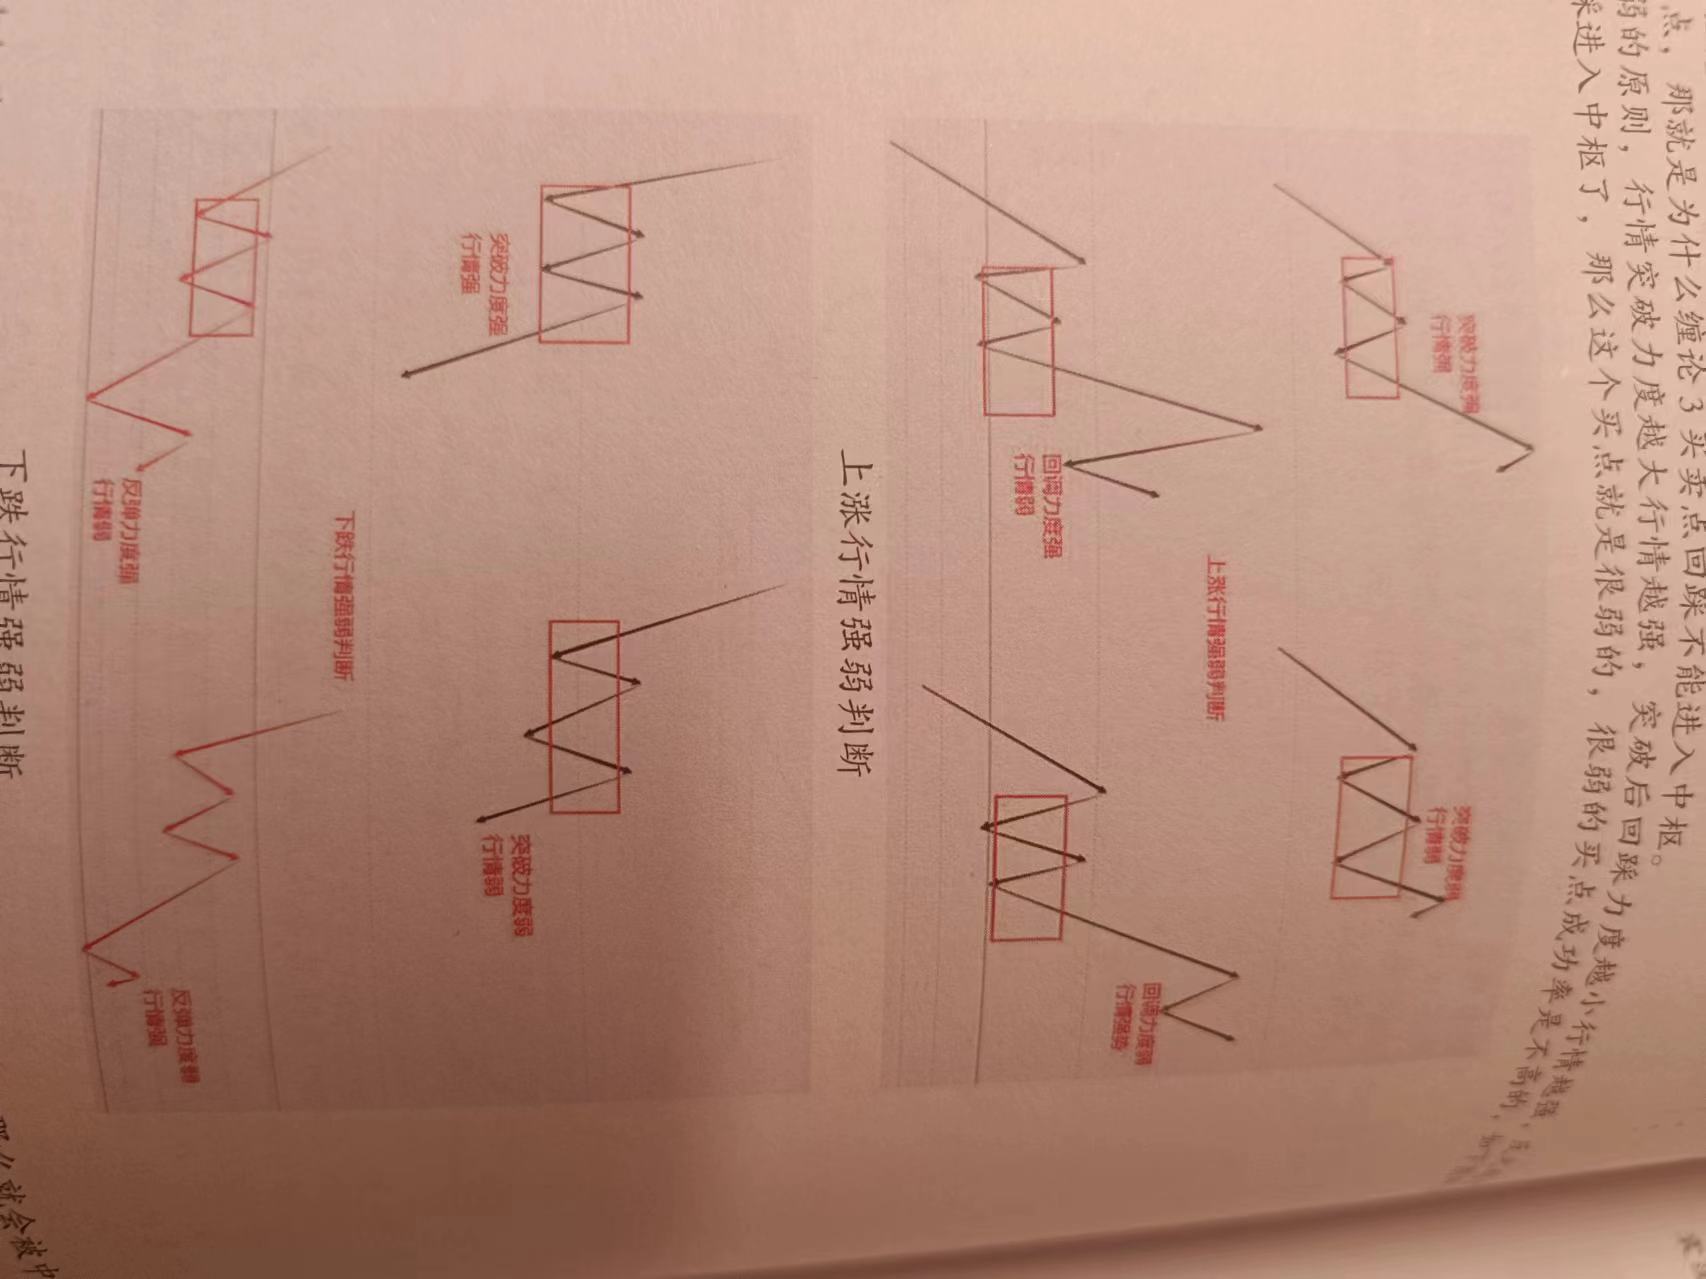 点，那就是为什么缠论3买卖点回踩不能进入中枢。
弱的原则，行情突破力度越大行情越强，突破后回踩力度越小行情越强，
踩进入中枢了，那么这个买点就是很弱的，很弱的买点成功率是不高的，
突破力度强
行情强
突破力度弱
行情弱
上涨行情强弱判断
回调力度强
行情弱
回调力度弱
行情强势
上涨行情强弱判断
突破力度强
行情强
突破力度弱
行情弱
下跌行情强弱判断
反弹力度强
行情弱
反弹力度弱
行情强
下跌行情强弱判断
那么就会被中